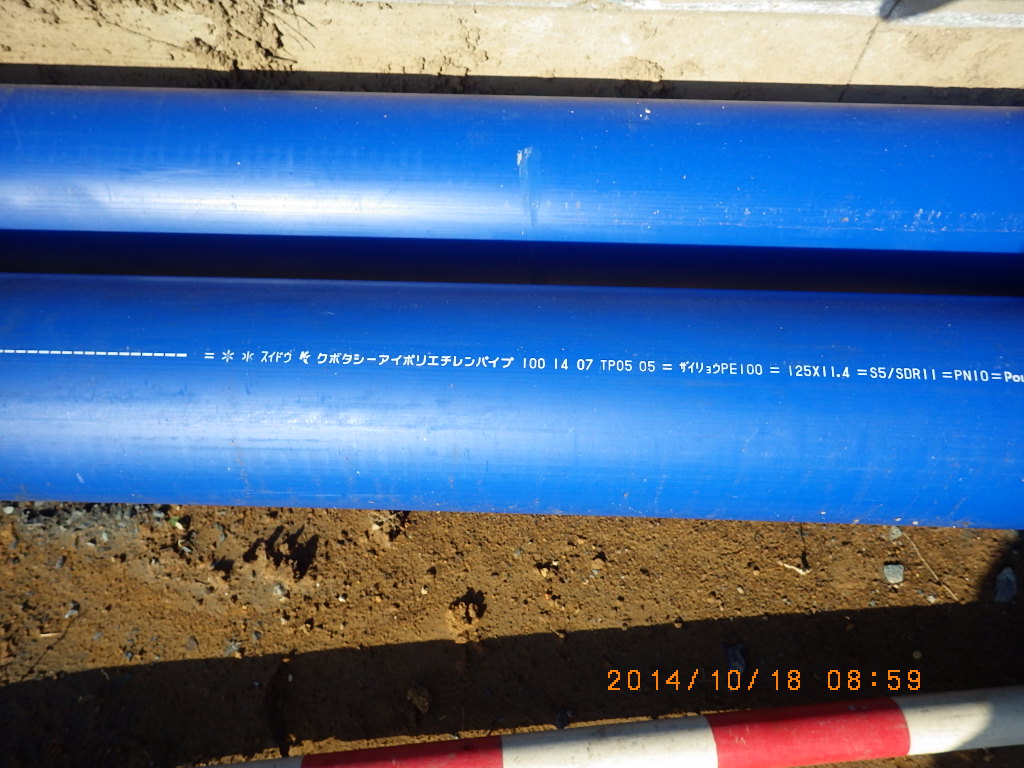 = ＊ ＊ スイドウ クボタシーアイポリエチレンパイプ 100 14 07 TP05 05 = ザイリョウPE100 = 125X11.4 =S5/SDR11=PN10=Pou
2014/10/18 08:59